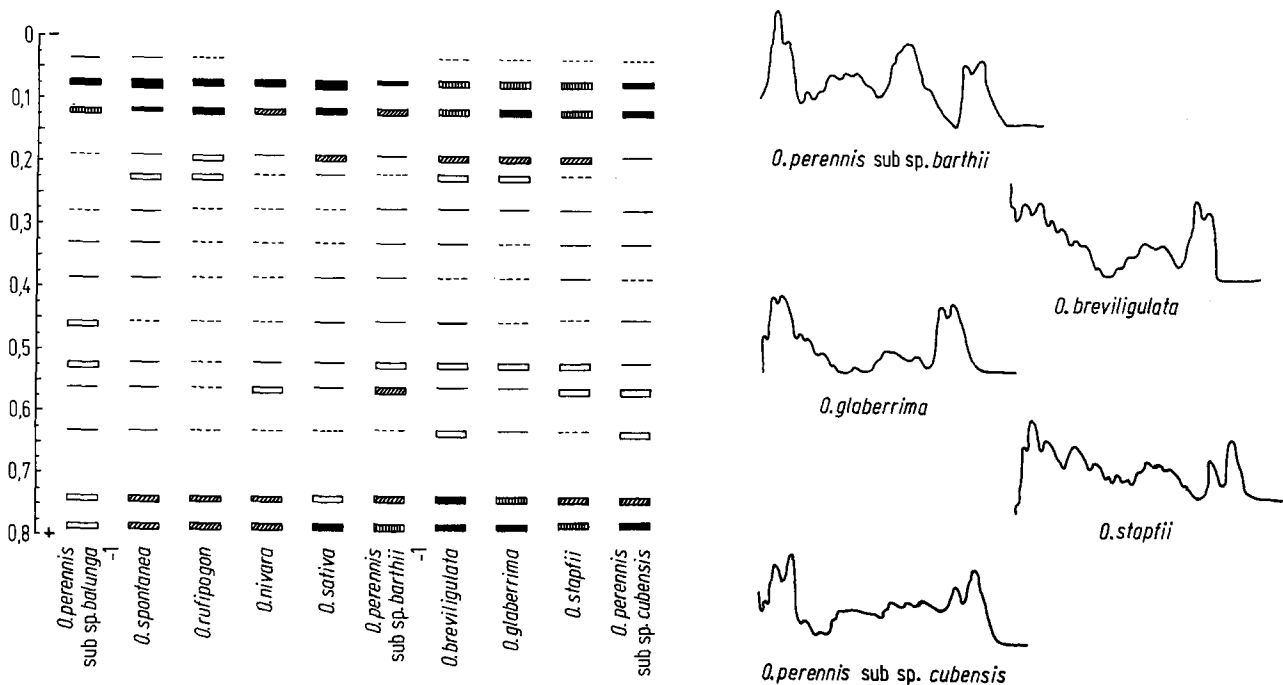 0
-
0,1
0,2
0,3
0,4
0,5
0,6
0,7
0,8
+
O.perennis
sub sp. balunga
-1
O.spontanea
O.rufipogon
O.nivara
O.sativa
O.perennis
sub sp. barthii
-1
O.breviligulata
O.glaberrima
O.stapfii
O.perennis
sub sp. cubensis
O.perennis sub sp. barthii
O.breviligulata
O.glaberrima
O.stapfii
O.perennis sub sp. cubensis